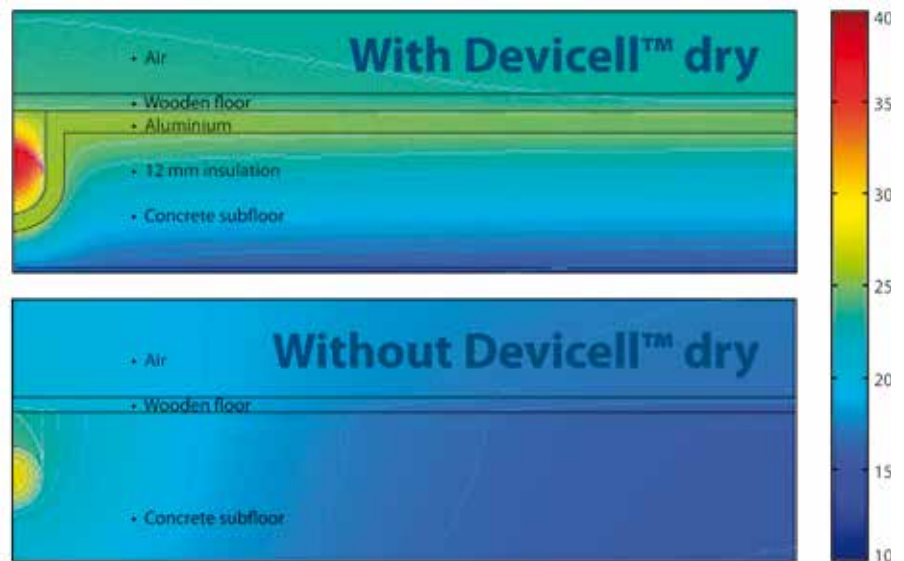 With Devicell™ dry
• Air
• Wooden floor
• Aluminium
• 12 mm insulation
• Concrete subfloor
Without Devicell™ dry
• Air
• Wooden floor
• Concrete subfloor
40
35
30
25
20
15
10